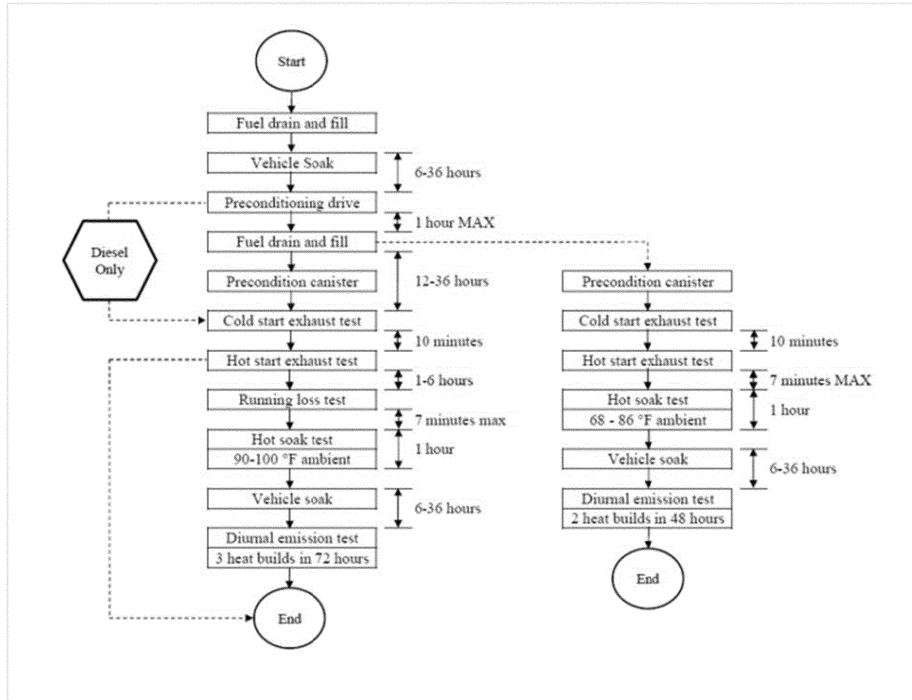 Start
Fuel drain and fill
Vehicle Soak
6-36 hours
Preconditioning drive
1 hour MAX
Diesel
Only
Fuel drain and fill
Precondition canister
12-36 hours
Cold start exhaust test
10 minutes
Hot start exhaust test
1-6 hours
Running loss test
7 minutes max
Hot soak test
90-100 °F ambient
1 hour
Vehicle soak
6-36 hours
Diurnal emission test
3 heat builds in 72 hours
End
Precondition canister
Cold start exhaust test
10 minutes
Hot start exhaust test
7 minutes MAX
Hot soak test
68 - 86 °F ambient
1 hour
Vehicle soak
6-36 hours
Diurnal emission test
2 heat builds in 48 hours
End